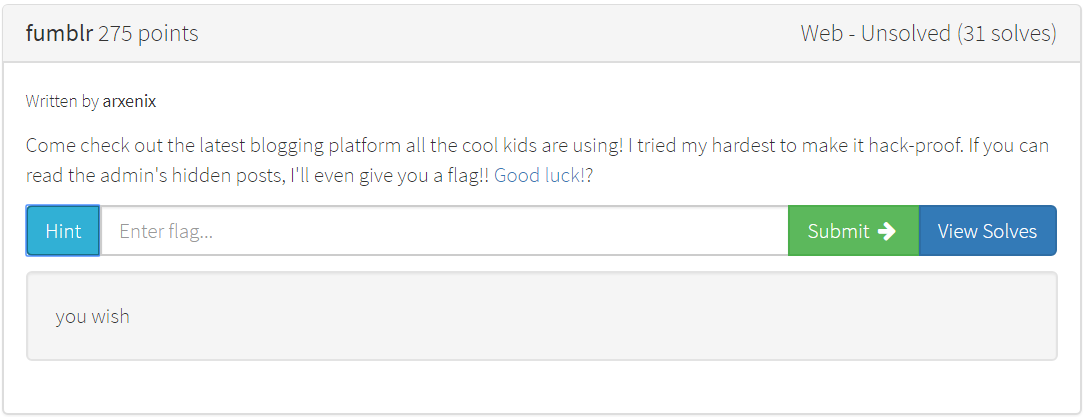 fumblr 275 points
Web - Unsolved (31 solves)
Written by arxenix
Come check out the latest blogging platform all the cool kids are using! I tried my hardest to make it hack-proof. If you can
read the admin's hidden posts, I'll even give you a flag!! Good luck!?
Hint
Enter flag...
Submit
View Solves
you wish